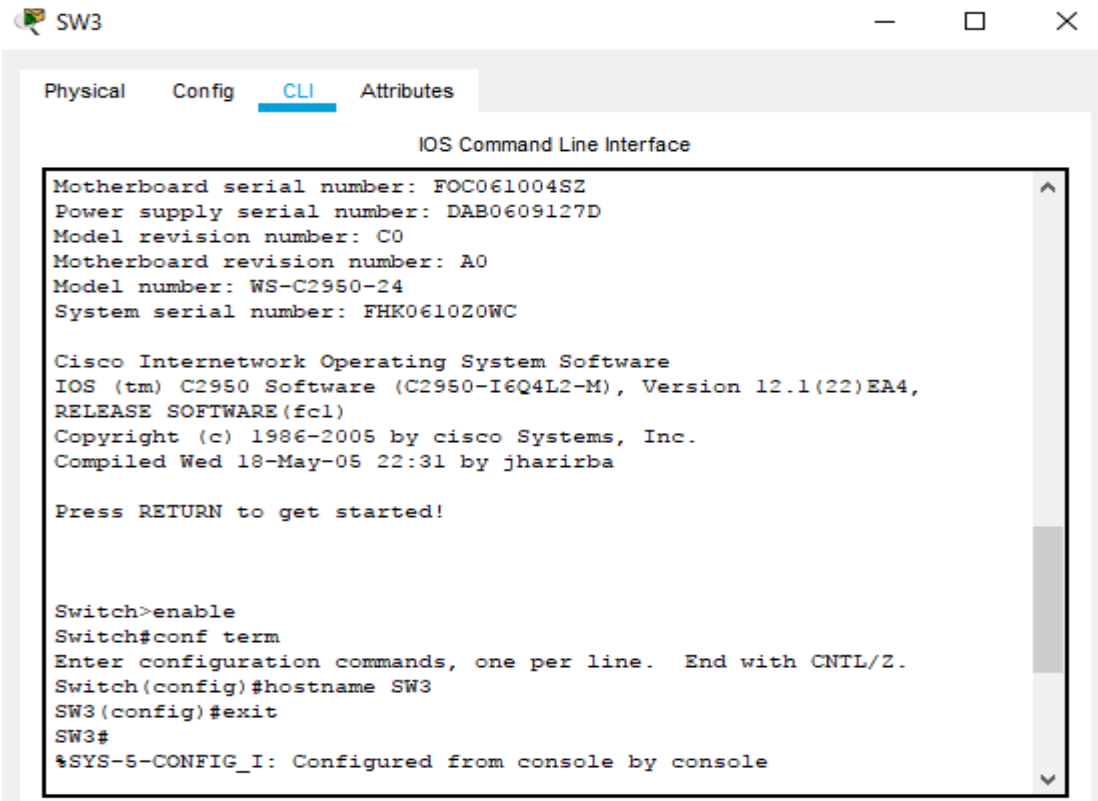 SW3
Physical Config CLI Attributes
IOS Command Line Interface
Motherboard serial number: FOC061004SZ
Power supply serial number: DAB0609127D
Model revision number: C0
Motherboard revision number: A0
Model number: WS-C2950-24
System serial number: FHK0610Z0WC
Cisco Internetwork Operating System Software
IOS (tm) C2950 Software (C2950-I6Q4L2-M), Version 12.1(22)EA4,
RELEASE SOFTWARE(fc1)
Copyright (c) 1986-2005 by cisco Systems, Inc.
Compiled Wed 18-May-05 22:31 by jharirba
Press RETURN to get started!
Switch>enable
Switch#conf term
Enter configuration commands, one per line.  End with CNTL/Z.
Switch(config)#hostname SW3
SW3(config)#exit
SW3#
%SYS-5-CONFIG_I: Configured from console by console